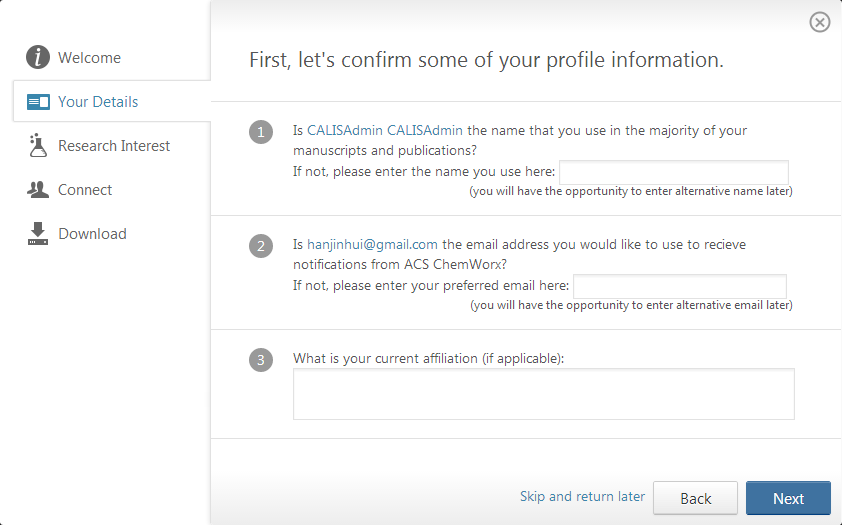 Welcome
Your Details
Research Interest
Connect
Download
First, let's confirm some of your profile information.
1
Is CALISAdmin CALISAdmin the name that you use in the majority of your
manuscripts and publications?
If not, please enter the name you use here:
(you will have the opportunity to enter alternative name later)
2
Is hanjinhui@gmail.com the email address you would like to use to recieve
notifications from ACS ChemWorx?
If not, please enter your preferred email here:
(you will have the opportunity to enter alternative email later)
3
What is your current affiliation (if applicable):
Skip and return later
Back
Next